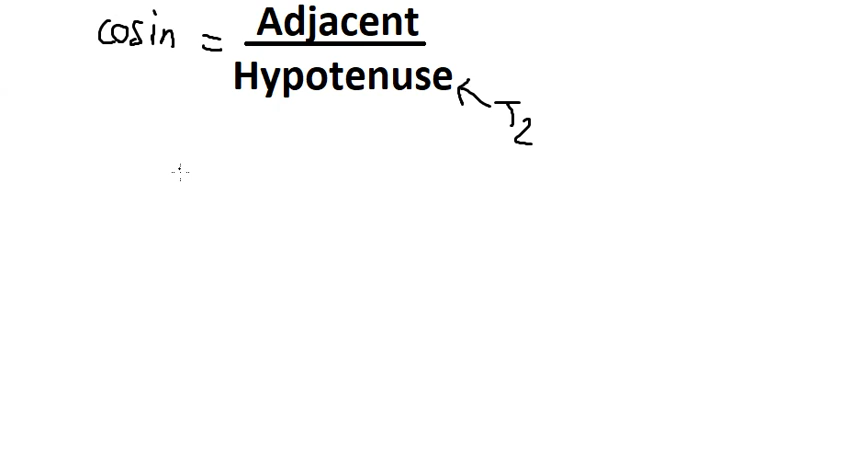 cosin = Adjacent
Hypotenuse
T2